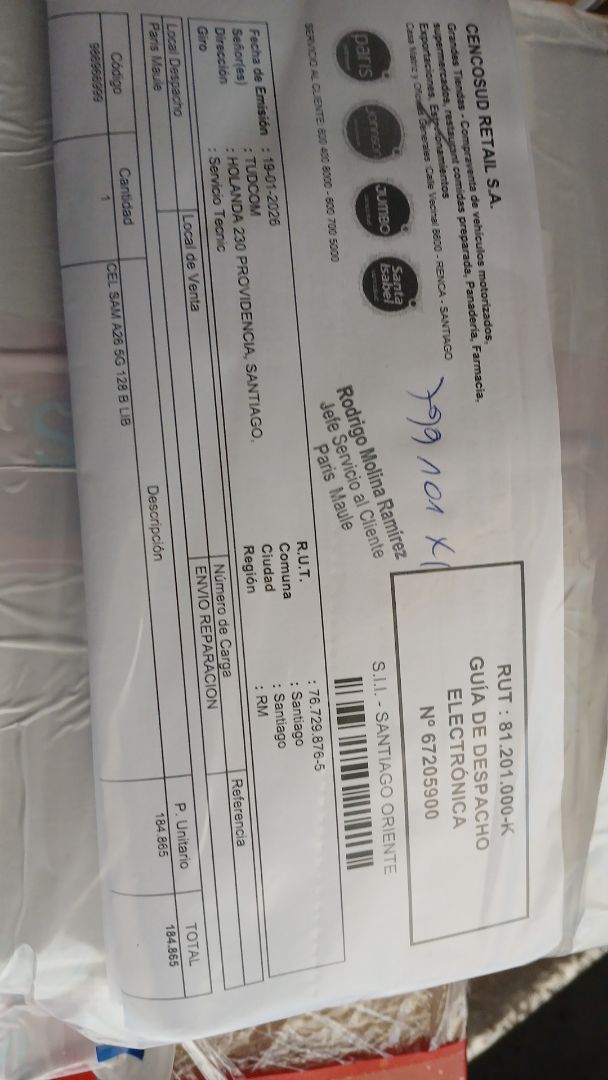 CENCOSUD RETAIL S.A.
Grandes Tiendas - Compraventa de vehículos motorizados,
supermercados, restaurant comidas preparada, Panadería, Farmacia,
Exportaciones, Estacionamientos
Casa Matriz y Oficinas Generales :Calle Vecinal 8600 - RENCA - SANTIAGO
paris
Johnson
JUMBO
Santa
Isabel
SERVICIO AL CLIENTE: 600 400 8000 - 600 700 5000
Rodrigo Molina Ramírez
Jefe Servicio al Cliente
Paris Maule
RUT : 81.201.000-K
GUÍA DE DESPACHO
ELECTRÓNICA
Nº 67205900
S.I.I. - SANTIAGO ORIENTE
Fecha de Emisión : 19-01-2026
Señor(es) : TUDCOM
Dirección : HOLANDA 230 PROVIDENCIA, SANTIAGO,
Giro : Servicio Tecnic
R.U.T. : 76.729.876-5
Comuna : Santiago
Ciudad : Santiago
Región : RM
Local Despacho Local de Venta Número de Carga Referencia
Paris Maule ENVIO REPARACION
Código Cantidad Descripción P. Unitario TOTAL
1 CEL SAM A26 5G 128 B LIB 184.865 184.865